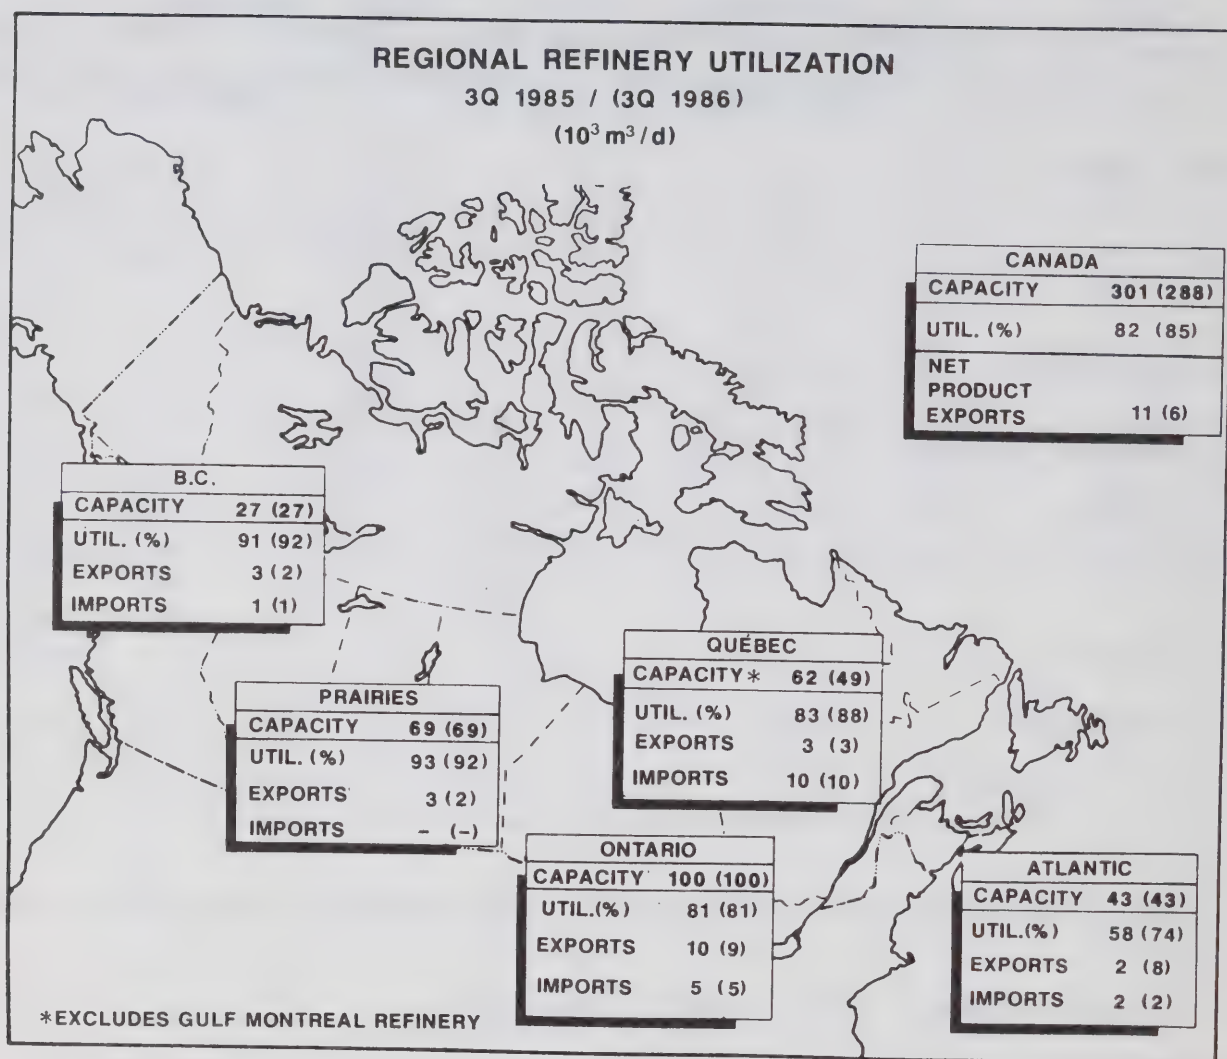 REGIONAL REFINERY UTILIZATION
3Q 1985 / (3Q 1986)
(10³ m³/d)
CANADA
CAPACITY 301 (288)
UTIL. (%) 82 (85)
NET
PRODUCT
EXPORTS 11 (6)
B.C.
CAPACITY 27 (27)
UTIL. (%) 91 (92)
EXPORTS 3 (2)
IMPORTS 1 (1)
PRAIRIES
CAPACITY 69 (69)
UTIL. (%) 93 (92)
EXPORTS 3 (2)
IMPORTS – (–)
QUÉBEC
CAPACITY* 62 (49)
UTIL. (%) 83 (88)
EXPORTS 3 (3)
IMPORTS 10 (10)
ONTARIO
CAPACITY 100 (100)
UTIL.(%) 81 (81)
EXPORTS 10 (9)
IMPORTS 5 (5)
ATLANTIC
CAPACITY 43 (43)
UTIL.(%) 58 (74)
EXPORTS 2 (8)
IMPORTS 2 (2)
*EXCLUDES GULF MONTREAL REFINERY